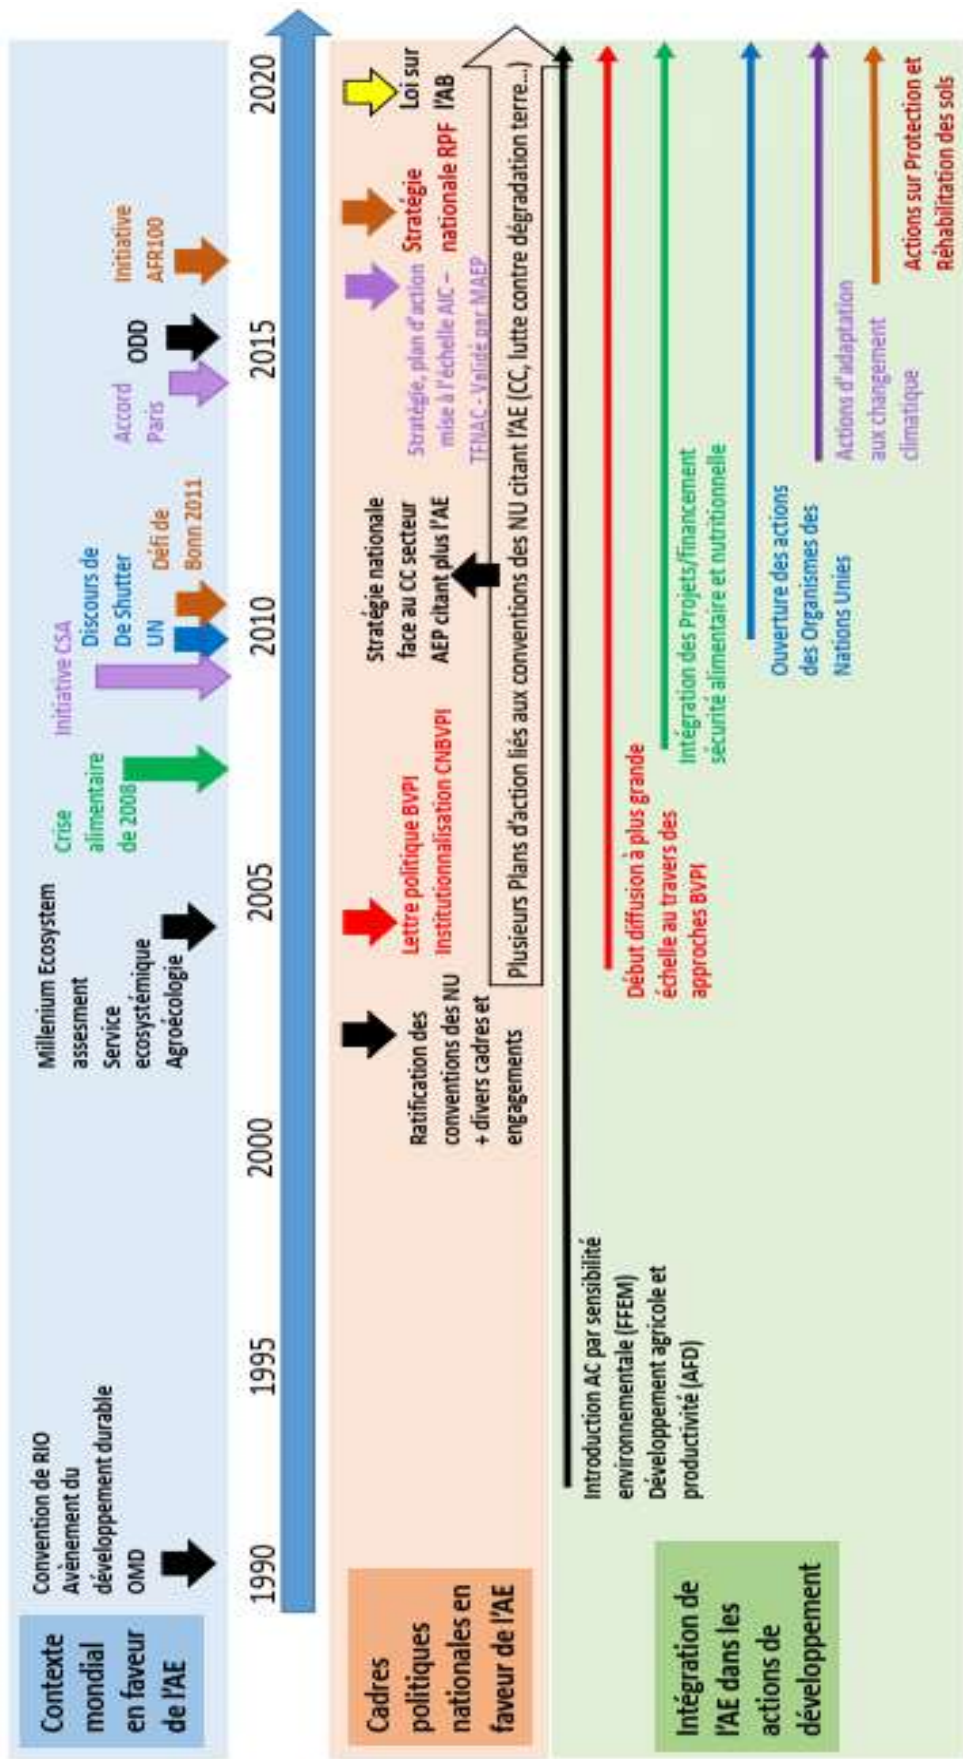 Contexte
mondial
en faveur
de l'AE
Convention de RIO
Avènement du
développement durable
OMD
Millenium Ecosystem
assesment
Service
ecosystémique
Agroécologie
Crise
alimentaire
de 2008
Initiative CSA
Discours de
De Shutter
UN
Défi de
Bonn 2011
Accord
Paris
ODD
Initiative
AFR100
1990
1995
2000
2005
2010
2015
2020
Cadres
politiques
nationales en
faveur de l'AE
Ratification des
conventions des NU
+ divers cadres et
engagements
Lettre politique BVPI
Institutionnalisation CNBVPI
Stratégie nationale
face au CC secteur
AEP citant plus l'AE
Stratégie, plan d'action
mise à l'échelle AIC –
TFNAC - Validé par MAEP
Stratégie
nationale RPF
Loi sur
l'AB
Plusieurs Plans d'action liés aux conventions des NU citant l'AE (CC, lutte contre dégradation terre...)
Intégration de
l'AE dans les
actions de
développement
Introduction AC par sensibilité
environnementale (FFEM)
Développement agricole et
productivité (AFD)
Début diffusion à plus grande
échelle au travers des
approches BVPI
Intégration des Projets/financement
sécurité alimentaire et nutritionnelle
Ouverture des actions
des Organismes des
Nations Unies
Actions d'adaptation
aux changement
climatique
Actions sur Protection et
Réhabilitation des sols